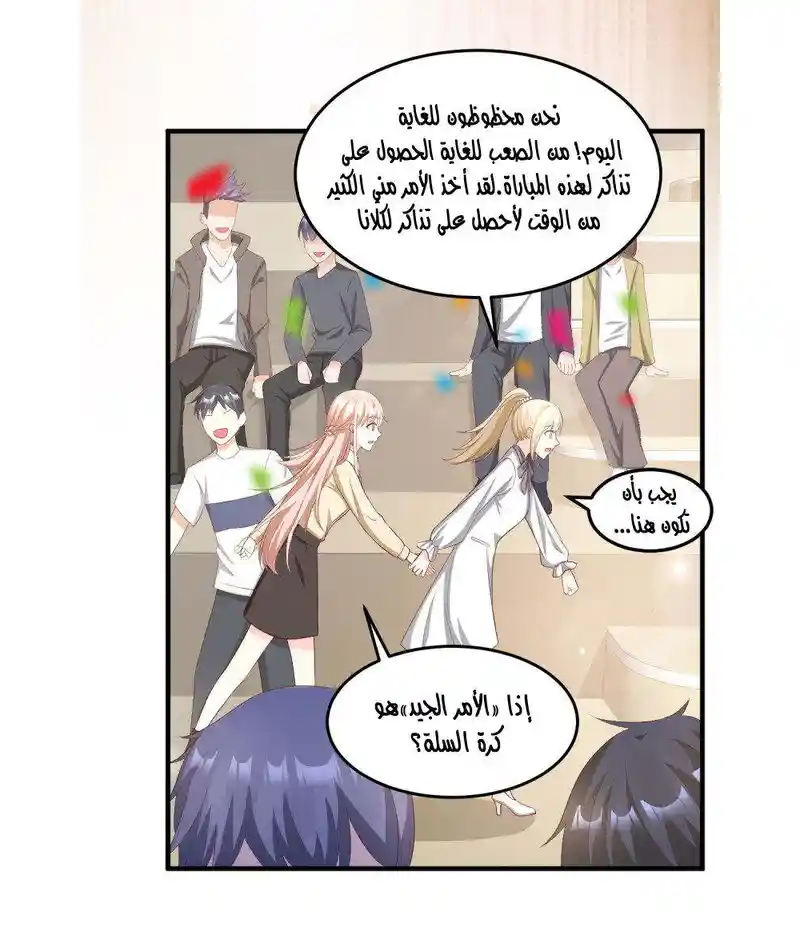 نحن محظوظون للغاية
اليوم! من الصعب للغاية الحصول على
تذاكر لهذه المباراة.لقد أخذ الأمر مني الكثير
من الوقت لأحصل على تذاكر لكلانا
يجب بأن
تكون هنا...
إذا «الأمر الجيد»هو
كرة السلة؟